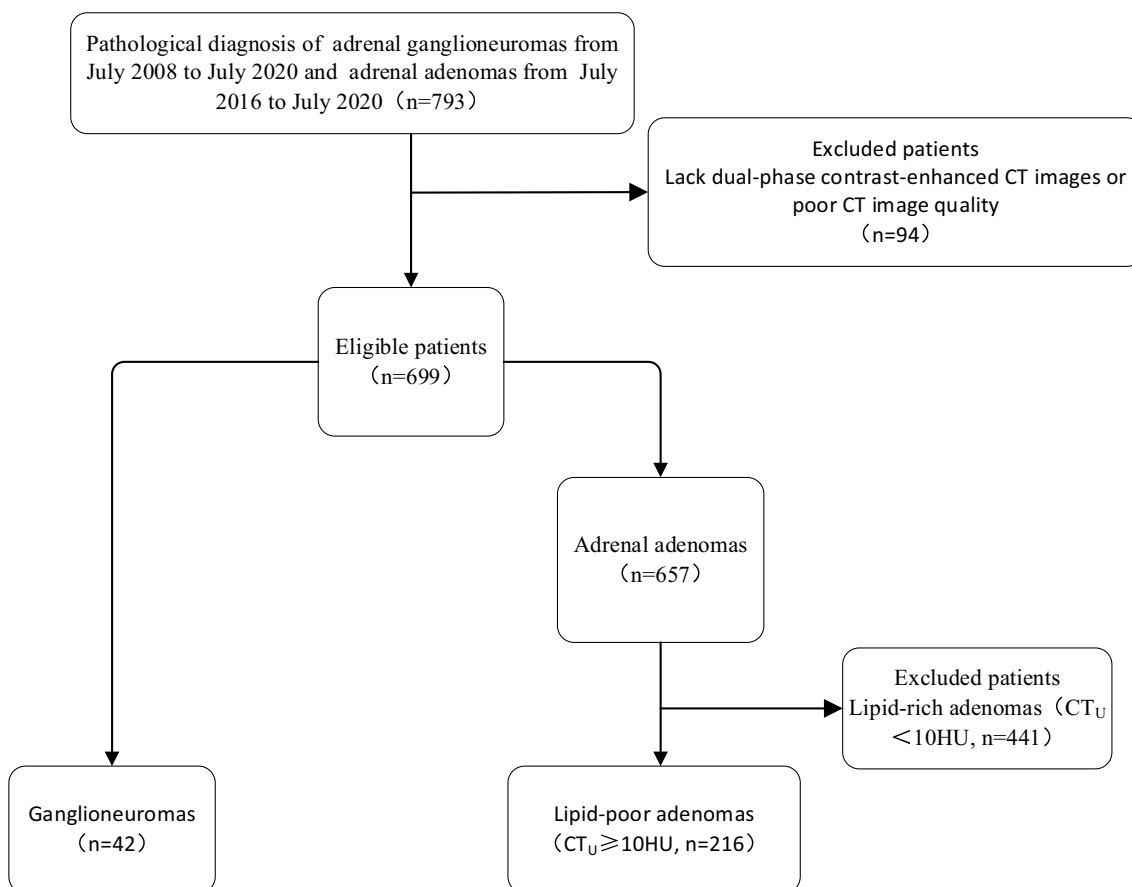 Pathological diagnosis of adrenal ganglioneuromas from
July 2008 to July 2020 and adrenal adenomas from July
2016 to July 2020（n=793）
Excluded patients
Lack dual-phase contrast-enhanced CT images or
poor CT image quality
（n=94）
Eligible patients
（n=699）
Adrenal adenomas
（n=657）
Excluded patients
Lipid-rich adenomas（CTU
＜10HU, n=441）
Ganglioneuromas
（n=42）
Lipid-poor adenomas
（CTU≥10HU, n=216）